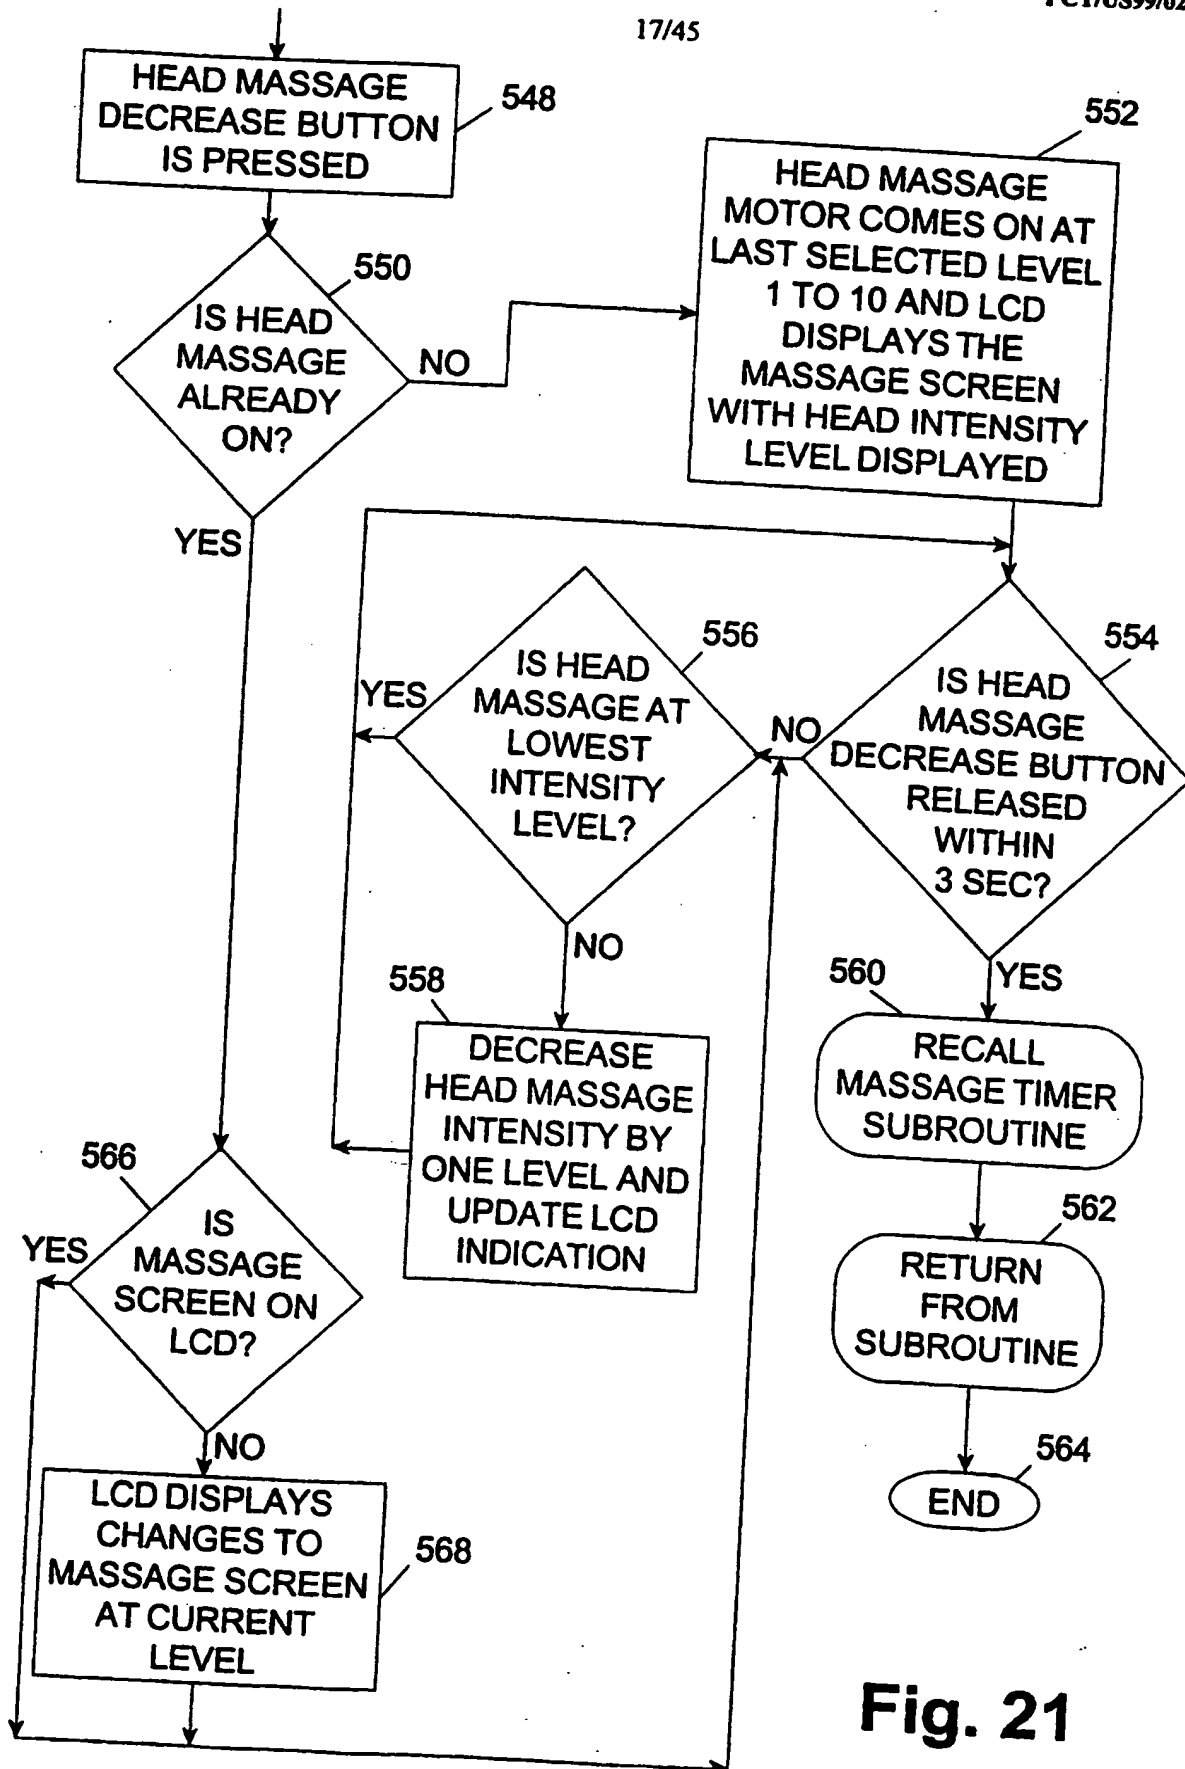 17/45
HEAD MASSAGE
DECREASE BUTTON
IS PRESSED
548
552
HEAD MASSAGE
MOTOR COMES ON AT
LAST SELECTED LEVEL
1 TO 10 AND LCD
DISPLAYS THE
MASSAGE SCREEN
WITH HEAD INTENSITY
LEVEL DISPLAYED
550
IS HEAD
MASSAGE
ALREADY
ON?
NO
YES
556
IS HEAD
MASSAGE AT
LOWEST
INTENSITY
LEVEL?
YES
NO
554
IS HEAD
MASSAGE
DECREASE BUTTON
RELEASED
WITHIN
3 SEC?
NO
YES
558
DECREASE
HEAD MASSAGE
INTENSITY BY
ONE LEVEL AND
UPDATE LCD
INDICATION
560
RECALL
MASSAGE TIMER
SUBROUTINE
562
RETURN
FROM
SUBROUTINE
564
END
566
IS
MASSAGE
SCREEN ON
LCD?
YES
NO
LCD DISPLAYS
CHANGES TO
MASSAGE SCREEN
AT CURRENT
LEVEL
568
Fig. 21